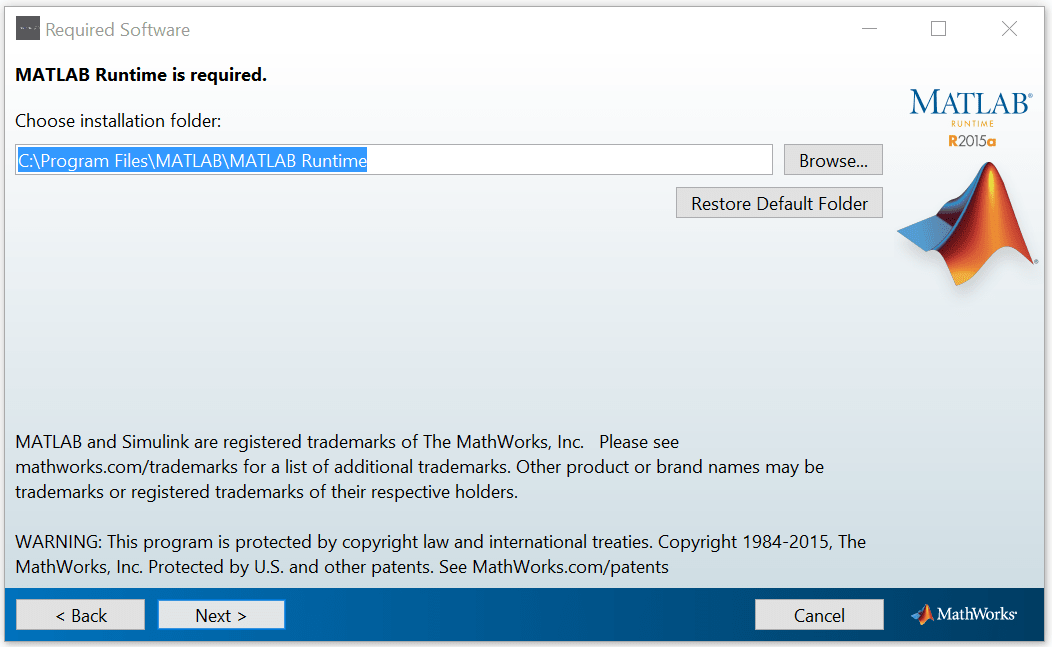 Required Software
MATLAB Runtime is required.
Choose installation folder:
C:\Program Files\MATLAB\MATLAB Runtime
Browse...
Restore Default Folder
MATLAB®
RUNTIME
R2015a
®
MATLAB and Simulink are registered trademarks of The MathWorks, Inc.   Please see
mathworks.com/trademarks for a list of additional trademarks. Other product or brand names may be
trademarks or registered trademarks of their respective holders.
WARNING: This program is protected by copyright law and international treaties. Copyright 1984-2015, The
MathWorks, Inc. Protected by U.S. and other patents. See MathWorks.com/patents
< Back
Next >
Cancel
MathWorks®